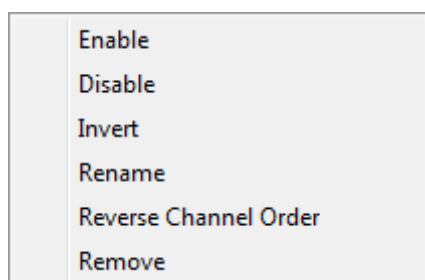 Enable
Disable
Invert
Rename
Reverse Channel Order
Remove